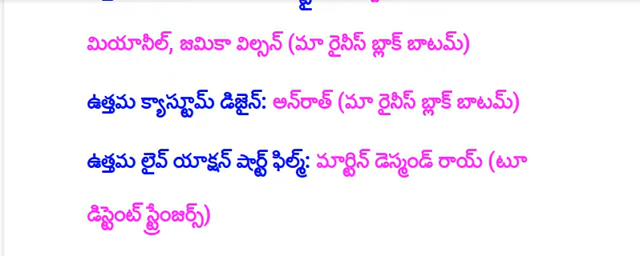 మియానీల్, జమికా విల్సన్ (మా రైనీస్ బ్లాక్ బాటమ్)
ఉత్తమ క్యాస్టూమ్ డిజైన్: అన్‌రాత్ (మా రైనీస్ బ్లాక్ బాటమ్)
ఉత్తమ లైవ్ యాక్షన్ షార్ట్ ఫిల్మ్: మార్టిన్ డెస్మండ్ రాయ్ (టూ
డిస్టెంట్ స్ట్రేంజర్స్)